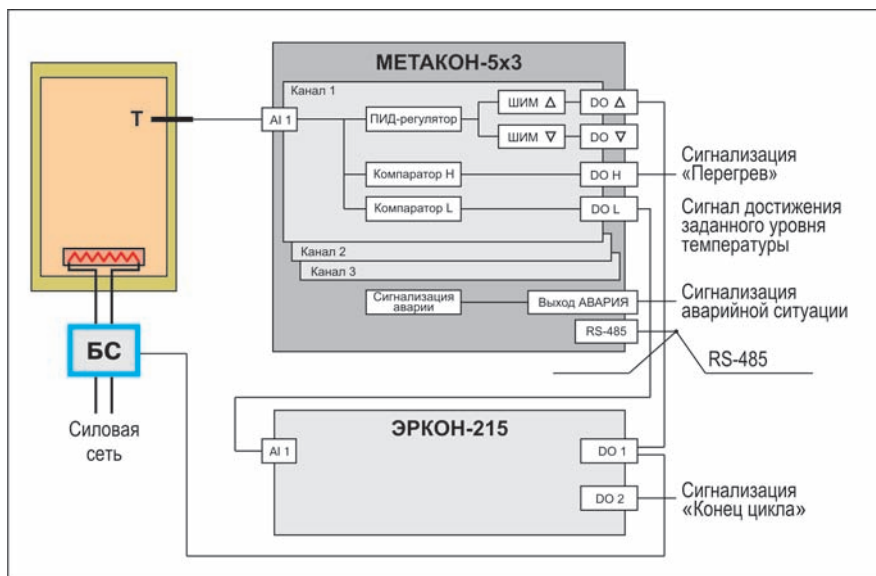 МЕТАКОН-5х3
Канал 1
T
AI 1
ПИД-регулятор
ШИМ Δ
DO Δ
ШИМ ∇
DO ∇
Компаратор H
DO H
Сигнализация
«Перегрев»
Компаратор L
DO L
Сигнал достижения
заданного уровня
температуры
Канал 2
Канал 3
Сигнализация
аварии
Выход АВАРИЯ
Сигнализация
аварийной ситуации
RS-485
RS-485
БС
Силовая
сеть
ЭРКОН-215
AI 1
DO 1
DO 2
Сигнализация
«Конец цикла»